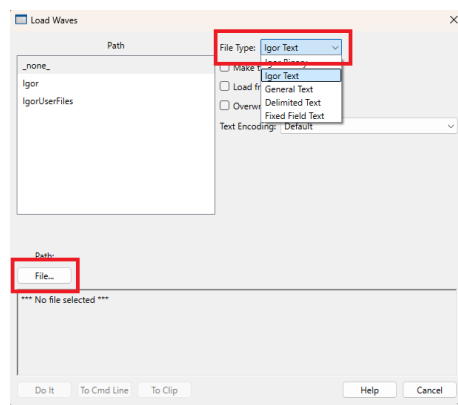 Load Waves
Path
_none_
Igor
IgorUserFiles
File Type: Igor Text
Igor Binary
Igor Text
General Text
Delimited Text
Fixed Field Text
Make
Load
Overw
Text Encoding: Default
Path:
File...
*** No file selected ***
Do It To Cmd Line To Clip Help Cancel